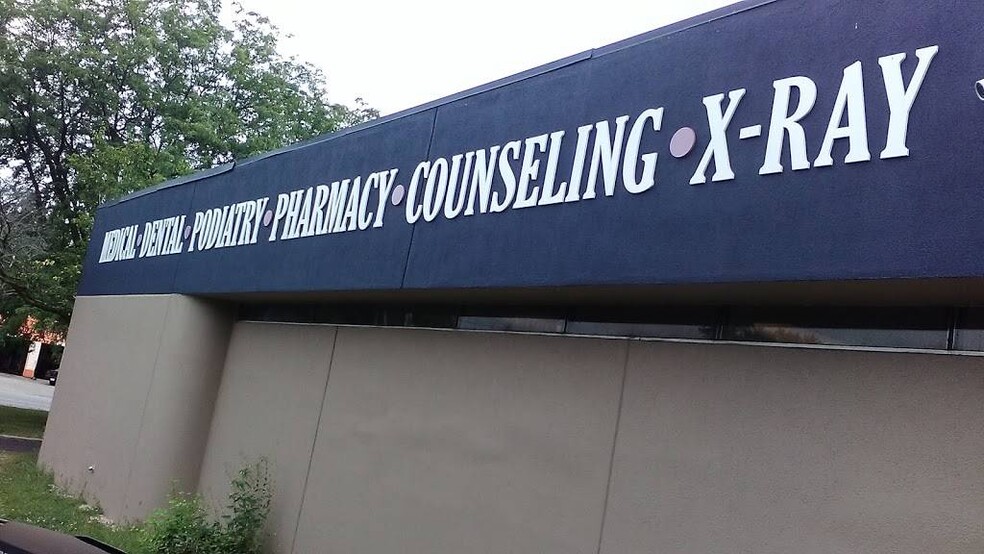 MEDICAL • DENTAL • PODIATRY • PHARMACY • COUNSELING • X-RAY